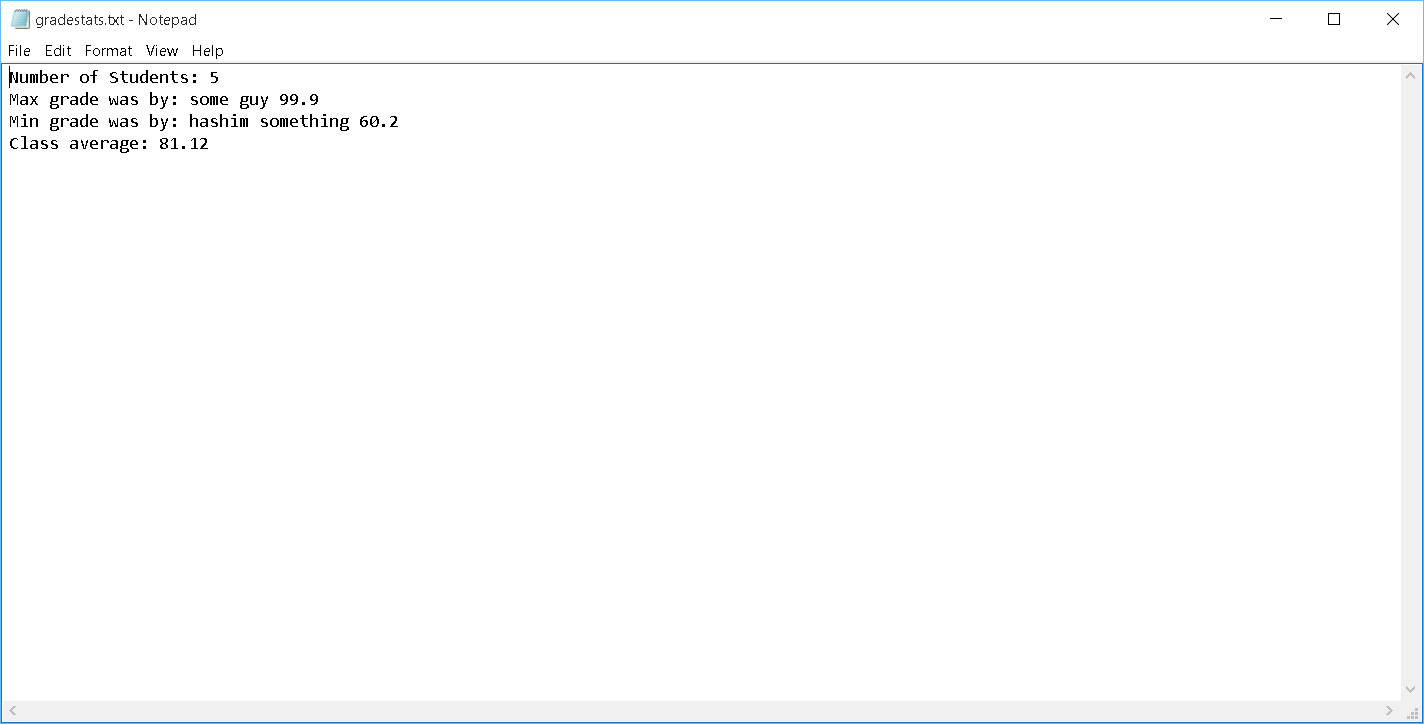 gradestats.txt - Notepad
File Edit Format View Help
Number of Students: 5
Max grade was by: some guy 99.9
Min grade was by: hashim something 60.2
Class average: 81.12